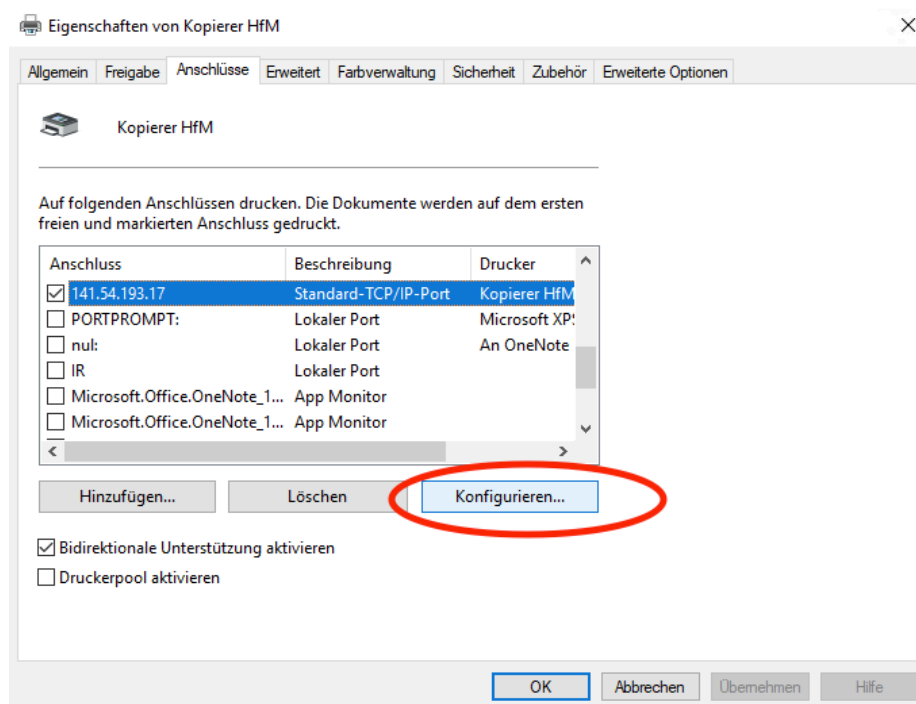 Eigenschaften von Kopierer HfM
Allgemein Freigabe Anschlüsse Erweitert Farbverwaltung Sicherheit Zubehör Erweiterte Optionen
Kopierer HfM
Auf folgenden Anschlüssen drucken. Die Dokumente werden auf dem ersten
freien und markierten Anschluss gedruckt.
Anschluss Beschreibung Drucker
141.54.193.17 Standard-TCP/IP-Port Kopierer HfM
PORTPROMPT: Lokaler Port Microsoft XPS
nul: Lokaler Port An OneNote
IR Lokaler Port
Microsoft.Office.OneNote_1... App Monitor
Microsoft.Office.OneNote_1... App Monitor
Hinzufügen... Löschen Konfigurieren...
Bidirektionale Unterstützung aktivieren
Druckerpool aktivieren
OK Abbrechen Übernehmen Hilfe